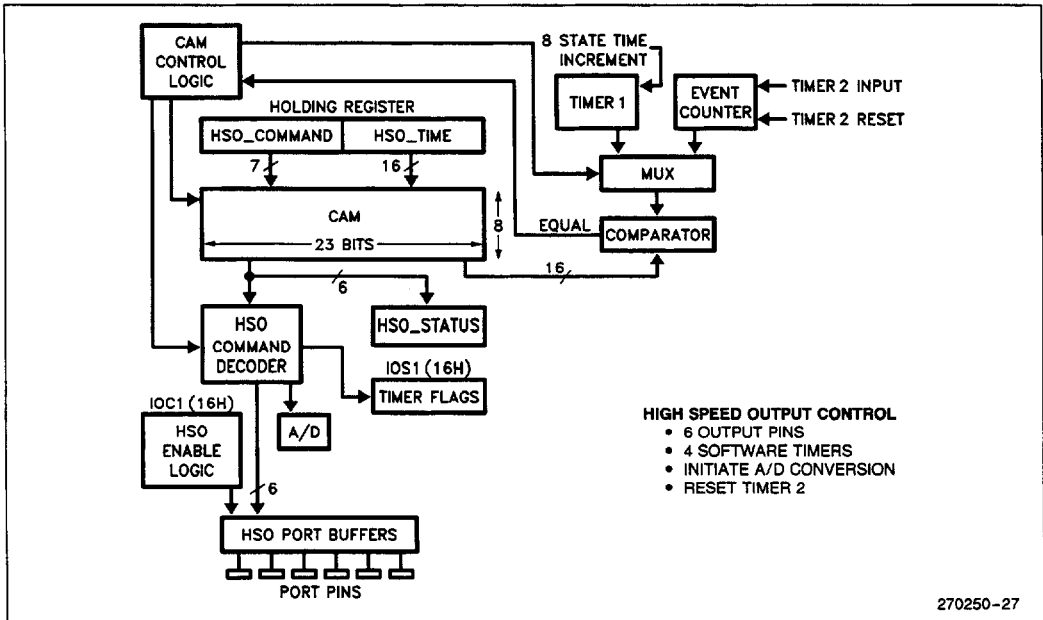 CAM
CONTROL
LOGIC
8 STATE TIME
INCREMENT
TIMER 1
EVENT
COUNTER
TIMER 2 INPUT
TIMER 2 RESET
HOLDING REGISTER
HSO_COMMAND
HSO_TIME
7
16
MUX
CAM
23 BITS
8
EQUAL
COMPARATOR
16
6
HSO
COMMAND
DECODER
HSO_STATUS
IOS1 (16H)
TIMER FLAGS
IOC1 (16H)
HSO
ENABLE
LOGIC
A/D
6
HSO PORT BUFFERS
PORT PINS
HIGH SPEED OUTPUT CONTROL
• 6 OUTPUT PINS
• 4 SOFTWARE TIMERS
• INITIATE A/D CONVERSION
• RESET TIMER 2
270250-27